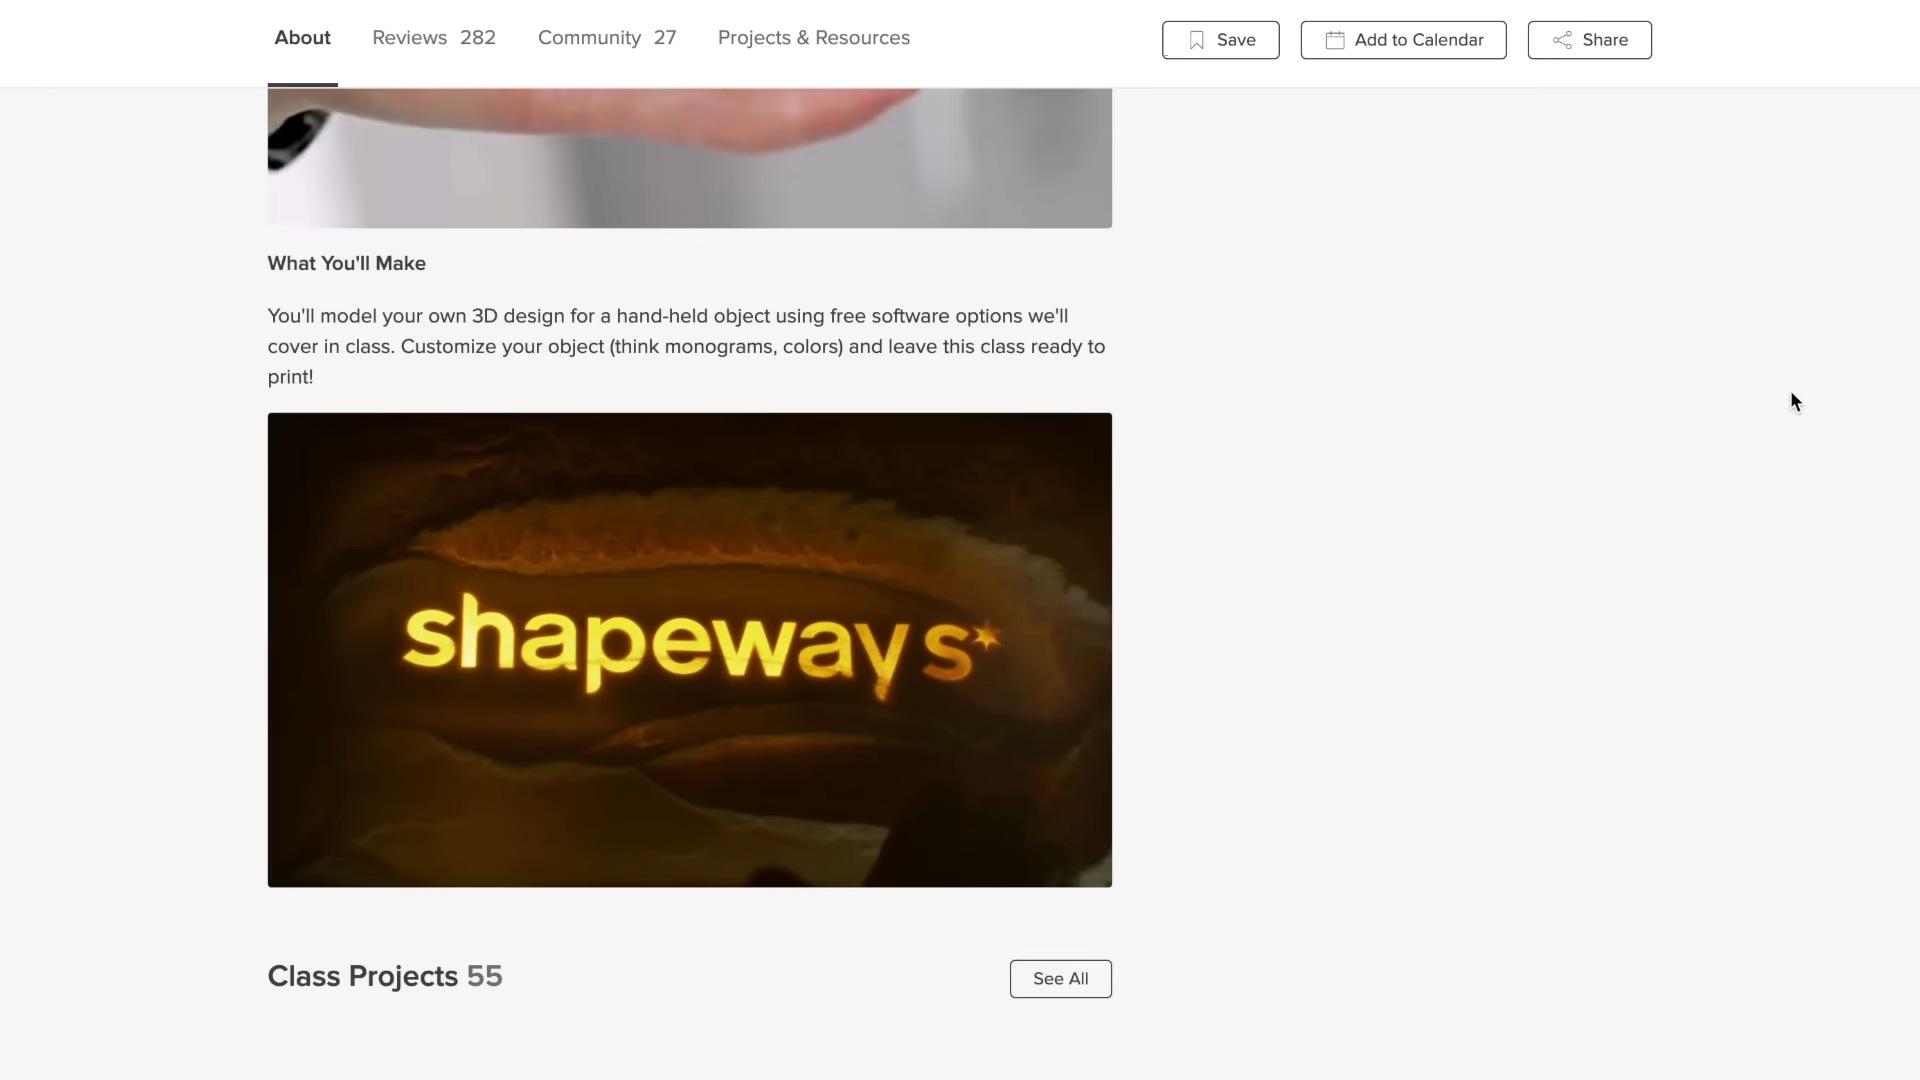 About Reviews 282 Community 27 Projects & Resources Save Add to Calendar Share
What You'll Make
You'll model your own 3D design for a hand-held object using free software options we'll
cover in class. Customize your object (think monograms, colors) and leave this class ready to
print!
shapeways*
Class Projects 55 See All